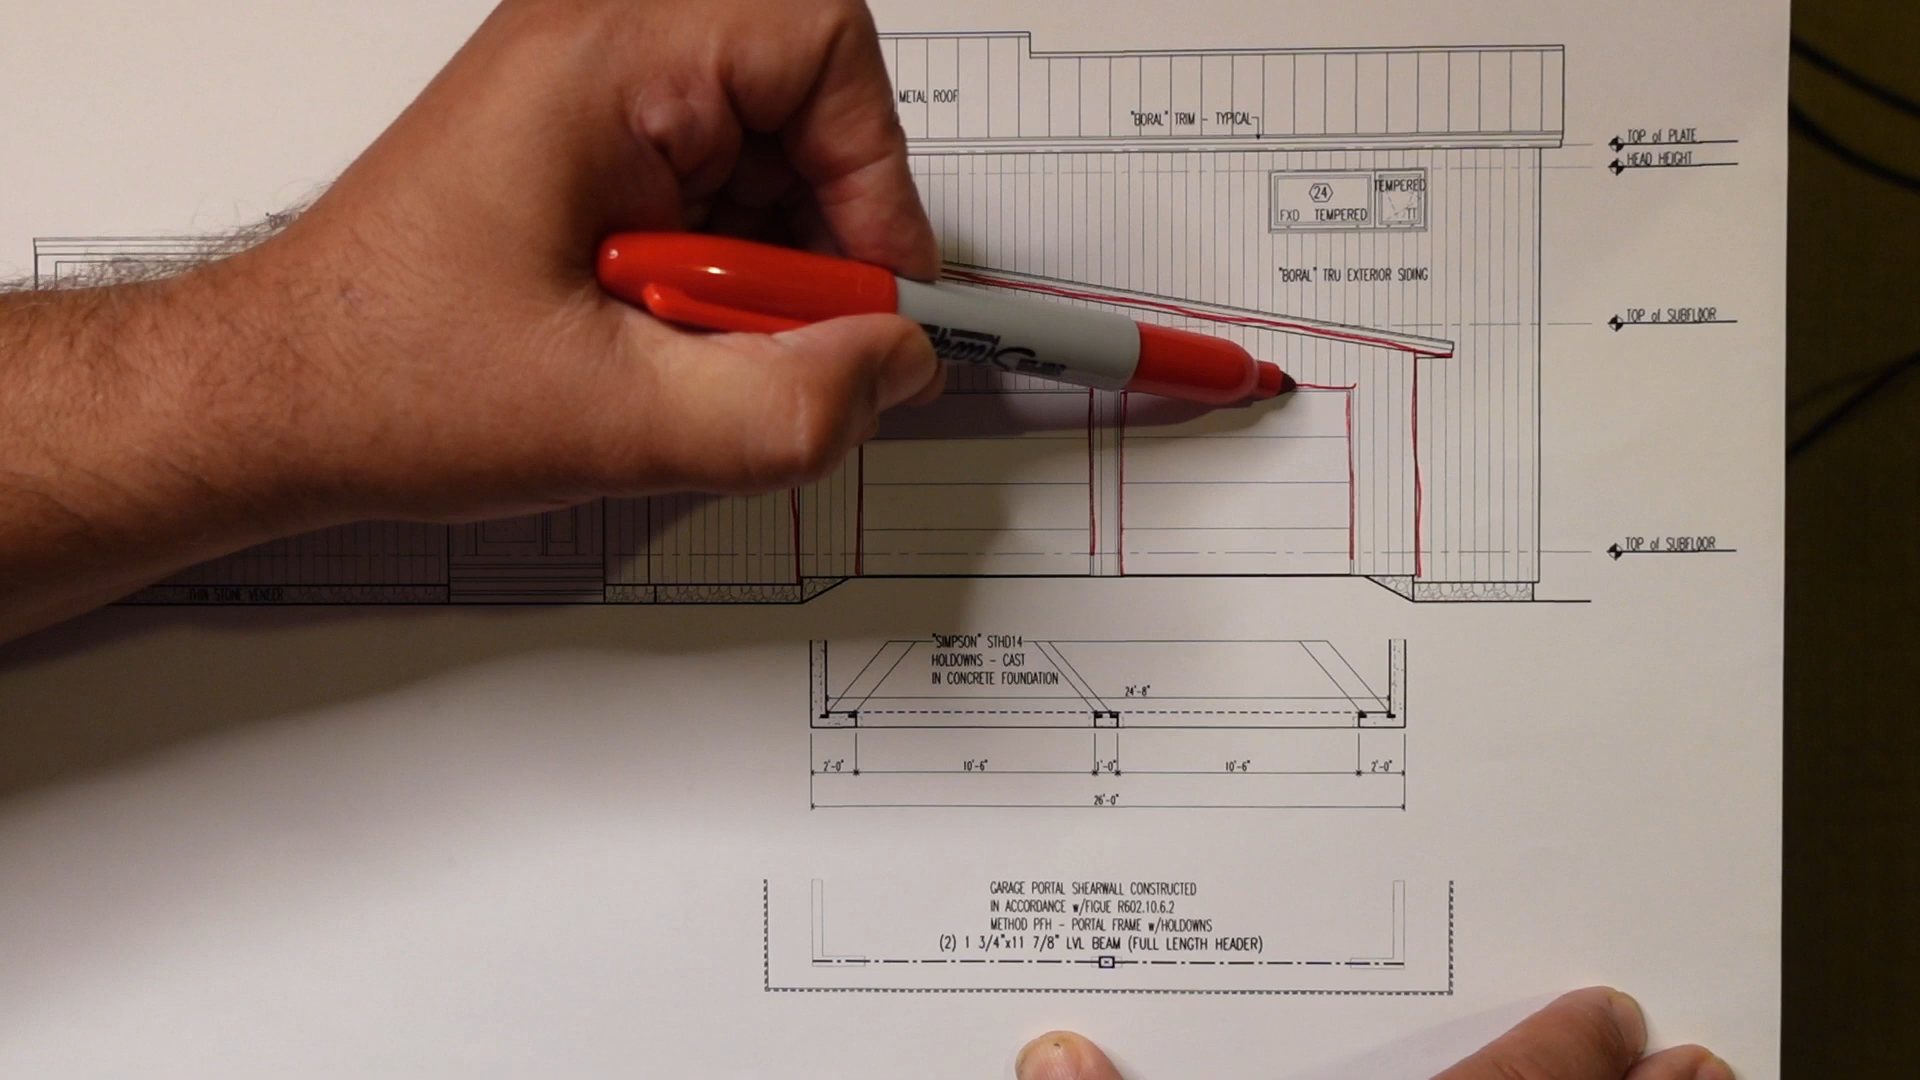 METAL ROOF
"BORAL" TRIM - TYPICAL
TOP of PLATE
HEAD HEIGHT
24
TEMPERED
FXD TEMPERED
TT
"BORAL" TRU EXTERIOR SIDING
TOP of SUBFLOOR
Sharpie
TOP of SUBFLOOR
THIN STONE VENEER
"SIMPSON" STHD14
HOLDOWNS - CAST
IN CONCRETE FOUNDATION
24'-8"
2'-0"
10'-6"
1'-0"
10'-6"
2'-0"
26'-0"
GARAGE PORTAL SHEARWALL CONSTRUCTED
IN ACCORDANCE w/FIGUE R602.10.6.2
METHOD PFH - PORTAL FRAME w/HOLDOWNS
(2) 1 3/4"x11 7/8" LVL BEAM (FULL LENGTH HEADER)